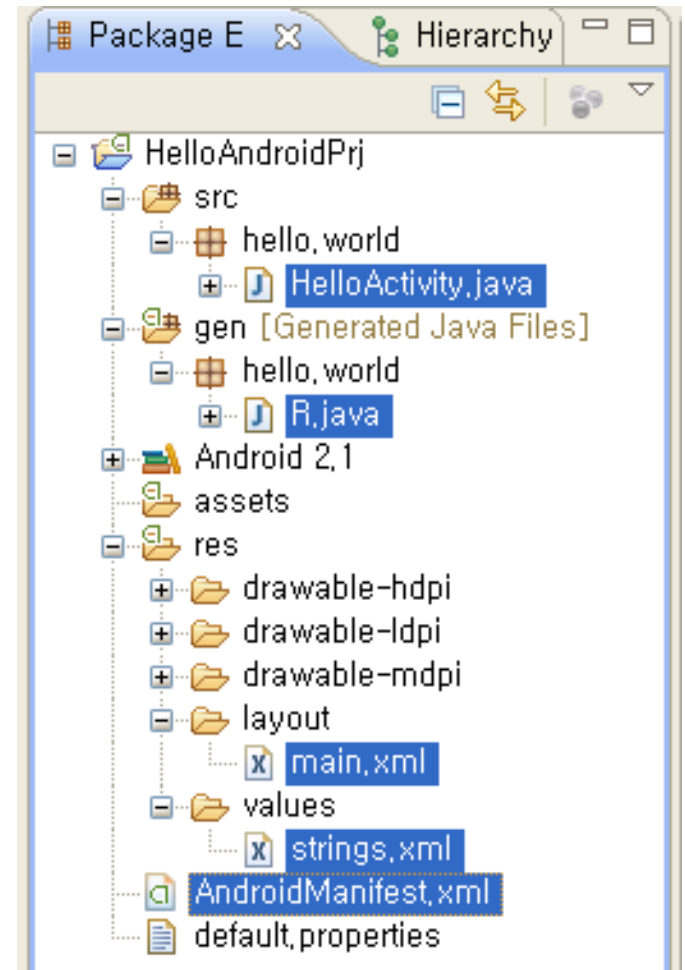 Package E Hierarchy
HelloAndroidPrj
src
hello.world
HelloActivity.java
gen [Generated Java Files]
hello.world
R.java
Android 2.1
assets
res
drawable-hdpi
drawable-ldpi
drawable-mdpi
layout
main.xml
values
strings.xml
AndroidManifest.xml
default.properties